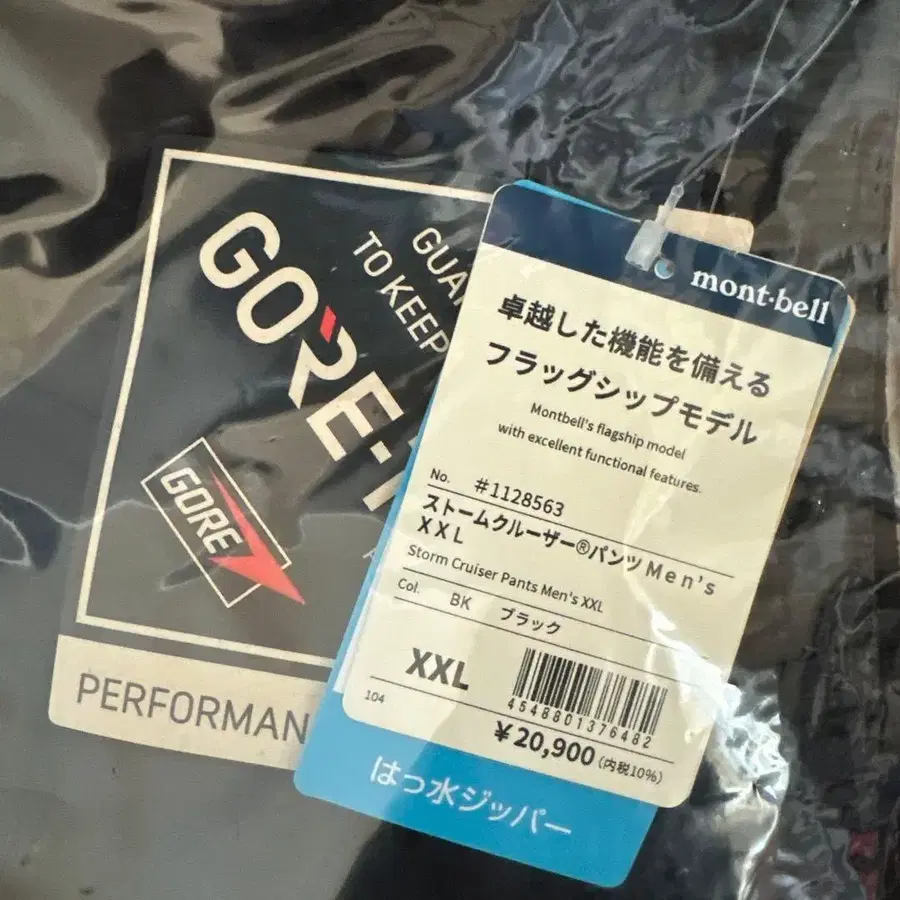 GUA
TO KEEP
GORE-
GORE
PERFORMAN
mont·bell
卓越した機能を備える
フラッグシップモデル
Montbell's flagship model
with excellent functional features.
No. #1128563
ストームクルーザー®パンツMen's
XXL
Storm Cruiser Pants Men's XXL
Col. BK ブラック
XXL
4548801376482
104
¥20,900(内税10%)
はっ水ジッパー